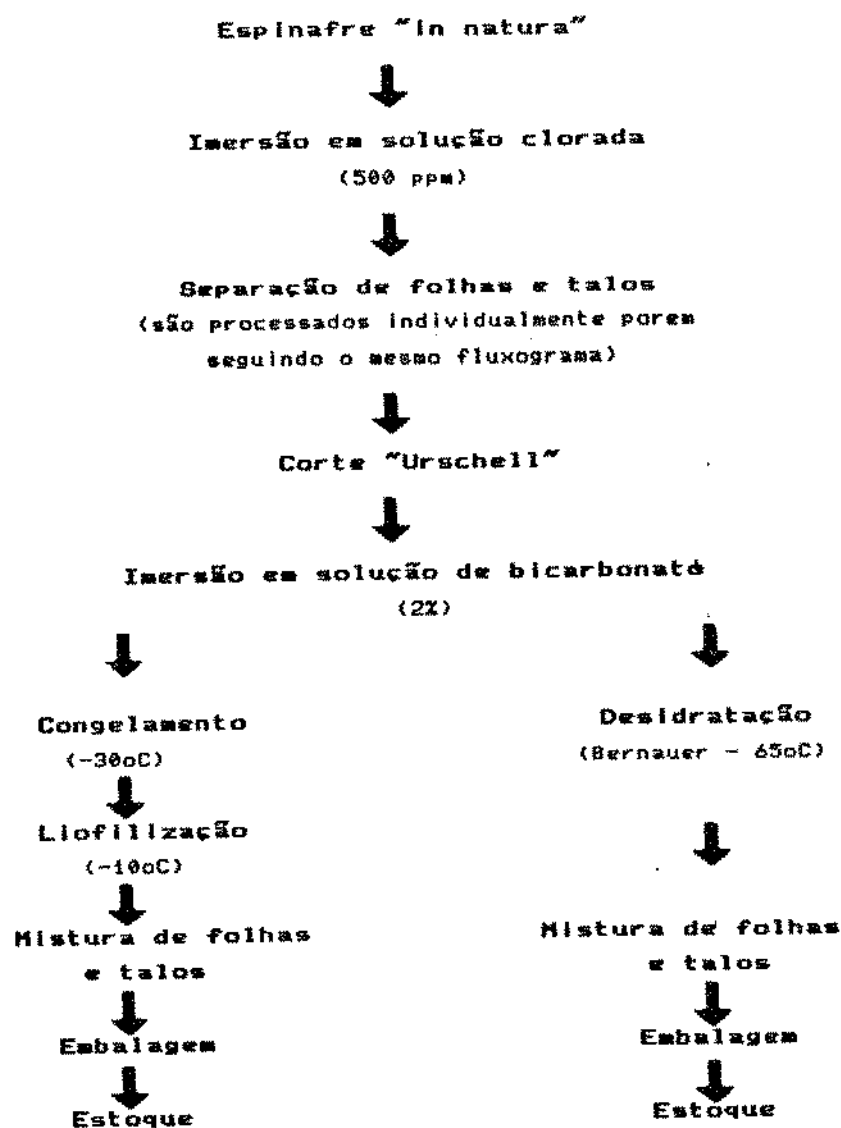 Espinafre "in natura"
Imersão em solução clorada
(500 ppm)
Separação de folhas e talos
(são processados individualmente porem
seguindo o mesmo fluxograma)
Corte "Urschell"
Imersão em solução de bicarbonato
(2%)
Congelamento
(-30oC)
Liofilização
(-10oC)
Mistura de folhas
e talos
Embalagem
Estoque
Desidratação
(Bernauer - 65oC)
Mistura de folhas
e talos
Embalagem
Estoque